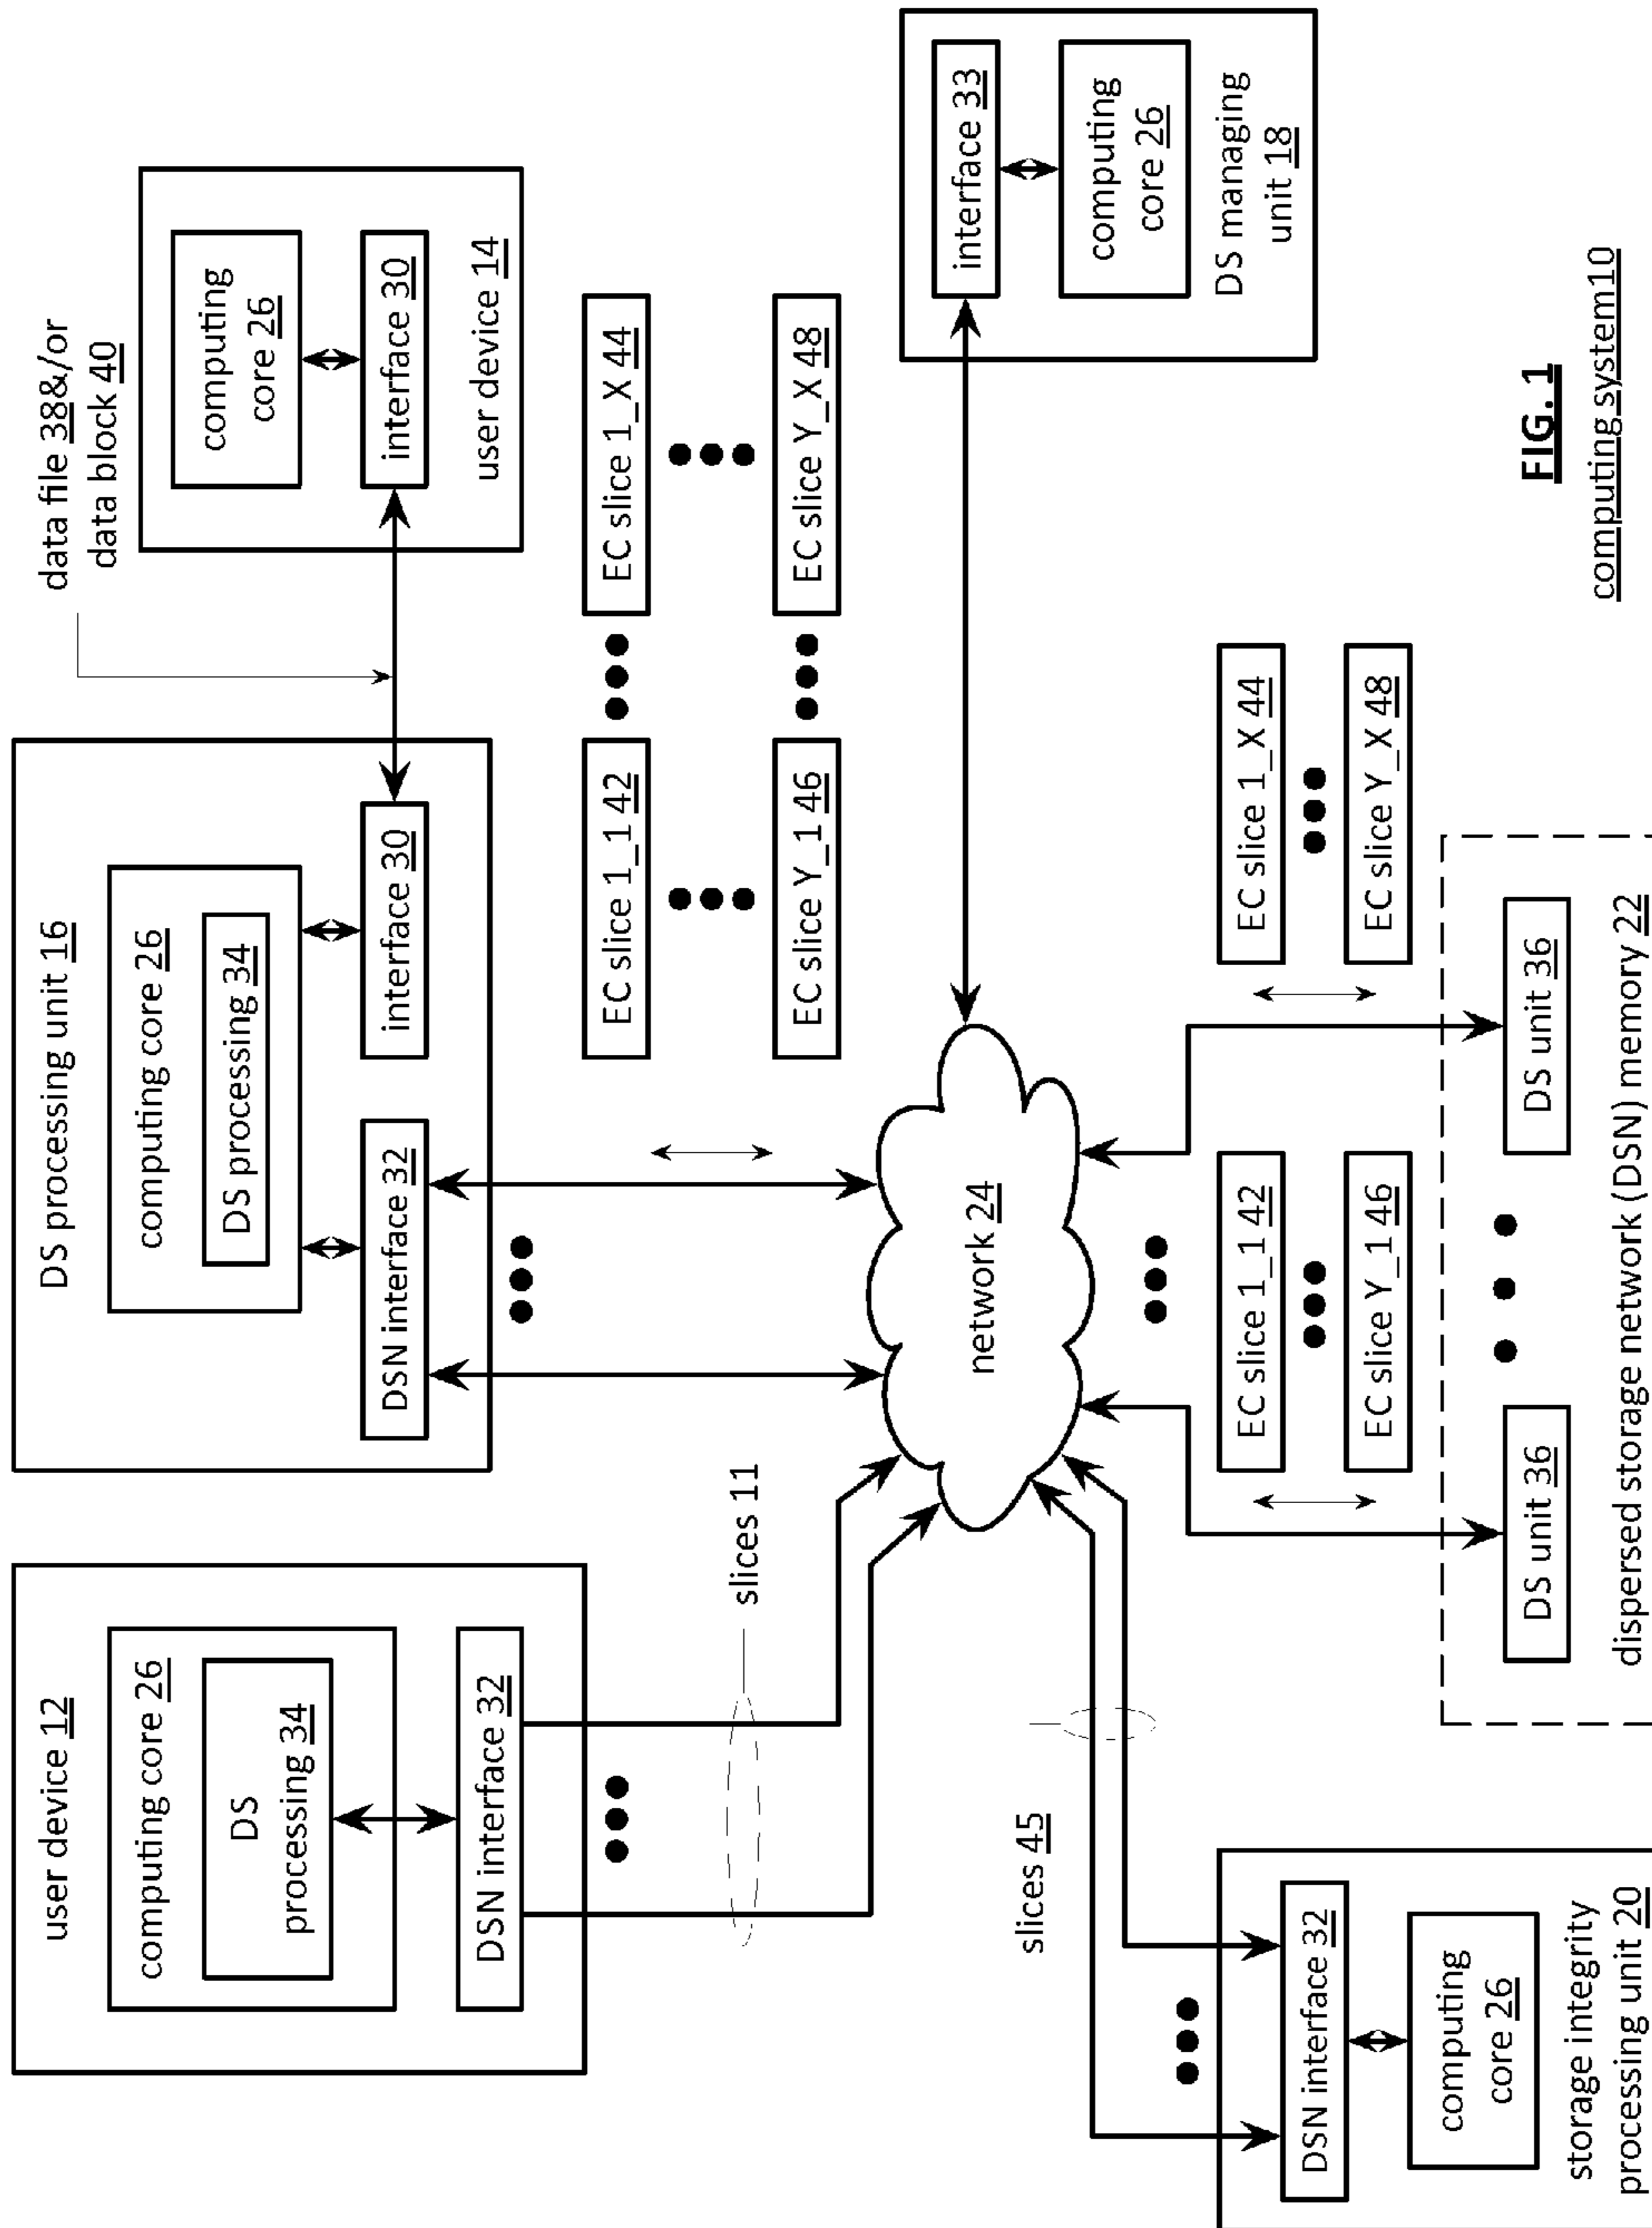 user device 12
computing core 26
DS
processing 34
DSN interface 32
DS processing unit 16
computing core 26
DS processing 34
DSN interface 32
interface 30
data file 38&/or
data block 40
computing
core 26
interface 30
user device 14
slices 11
EC slice 1_1 42
EC slice 1_X 44
EC slice Y_1 46
EC slice Y_X 48
network 24
slices 45
interface 33
computing
core 26
DS managing
unit 18
DSN interface 32
computing
core 26
storage integrity
processing unit 20
EC slice 1_1 42
EC slice Y_1 46
EC slice 1_X 44
EC slice Y_X 48
DS unit 36
DS unit 36
dispersed storage network (DSN) memory 22
FIG. 1
computing system10